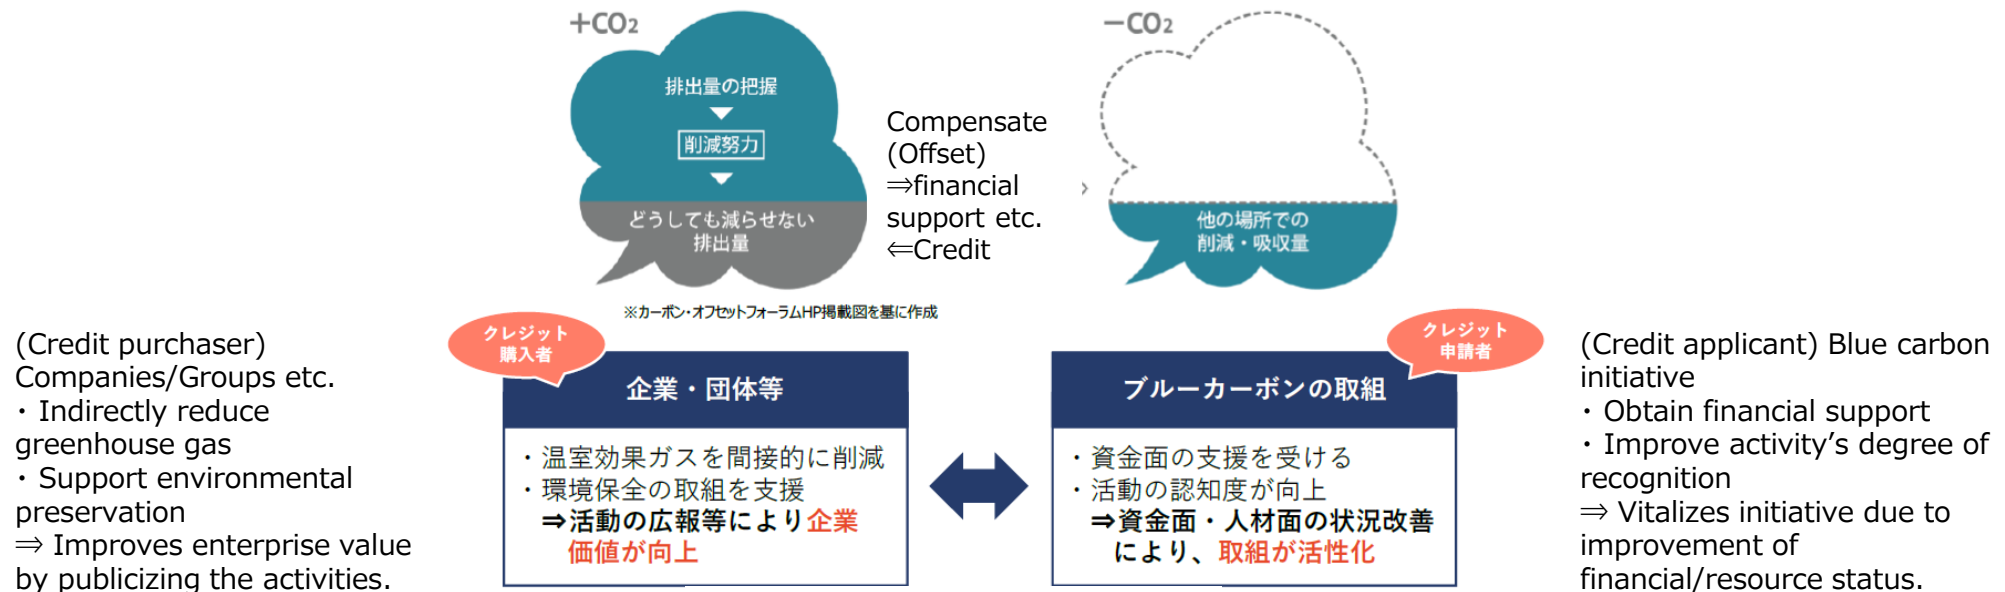 +CO2
排出量の把握
削減努力
どうしても減らせない
排出量
Compensate
(Offset)
⇒financial
support etc.
⇐Credit
－CO2
他の場所での
削減・吸収量
※カーボン・オフセットフォーラムHP掲載図を基に作成
(Credit purchaser)
Companies/Groups etc.
・Indirectly reduce
greenhouse gas
・Support environmental
preservation
⇒ Improves enterprise value
by publicizing the activities.
クレジット
購入者
企業・団体等
・温室効果ガスを間接的に削減
・環境保全の取組を支援
⇒活動の広報等により企業
価値が向上
クレジット
申請者
ブルーカーボンの取組
・資金面の支援を受ける
・活動の認知度が向上
⇒資金面・人材面の状況改善
により、取組が活性化
(Credit applicant) Blue carbon
initiative
・Obtain financial support
・Improve activity’s degree of
recognition
⇒ Vitalizes initiative due to
improvement of
financial/resource status.